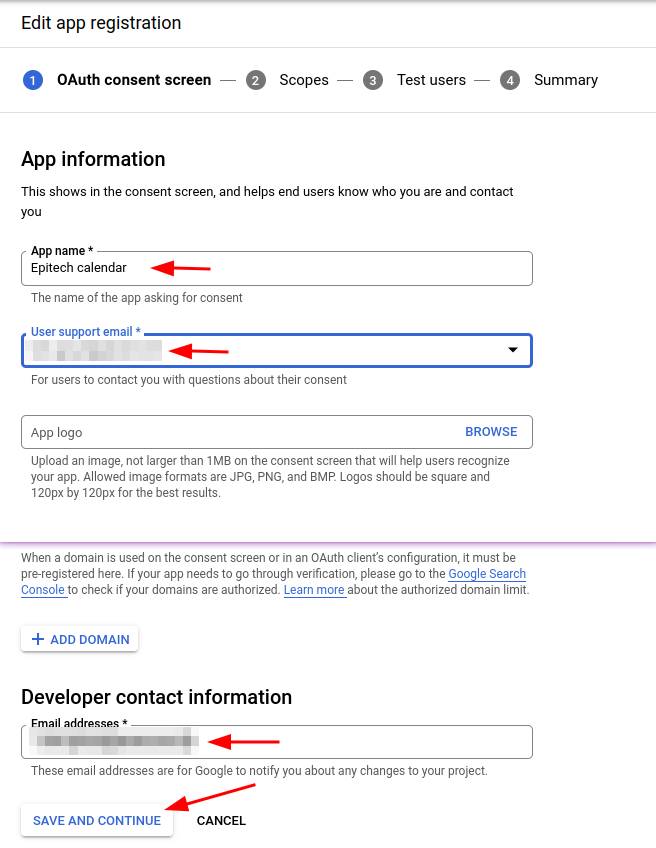 Edit app registration
1 OAuth consent screen — 2 Scopes — 3 Test users — 4 Summary
App information
This shows in the consent screen, and helps end users know who you are and contact
you
App name *
Epitech calendar
The name of the app asking for consent
User support email *
For users to contact you with questions about their consent
App logo BROWSE
Upload an image, not larger than 1MB on the consent screen that will help users recognize
your app. Allowed image formats are JPG, PNG, and BMP. Logos should be square and
120px by 120px for the best results.
When a domain is used on the consent screen or in an OAuth client's configuration, it must be
pre-registered here. If your app needs to go through verification, please go to the Google Search
Console to check if your domains are authorized. Learn more about the authorized domain limit.
+ ADD DOMAIN
Developer contact information
Email addresses *
These email addresses are for Google to notify you about any changes to your project.
SAVE AND CONTINUE CANCEL